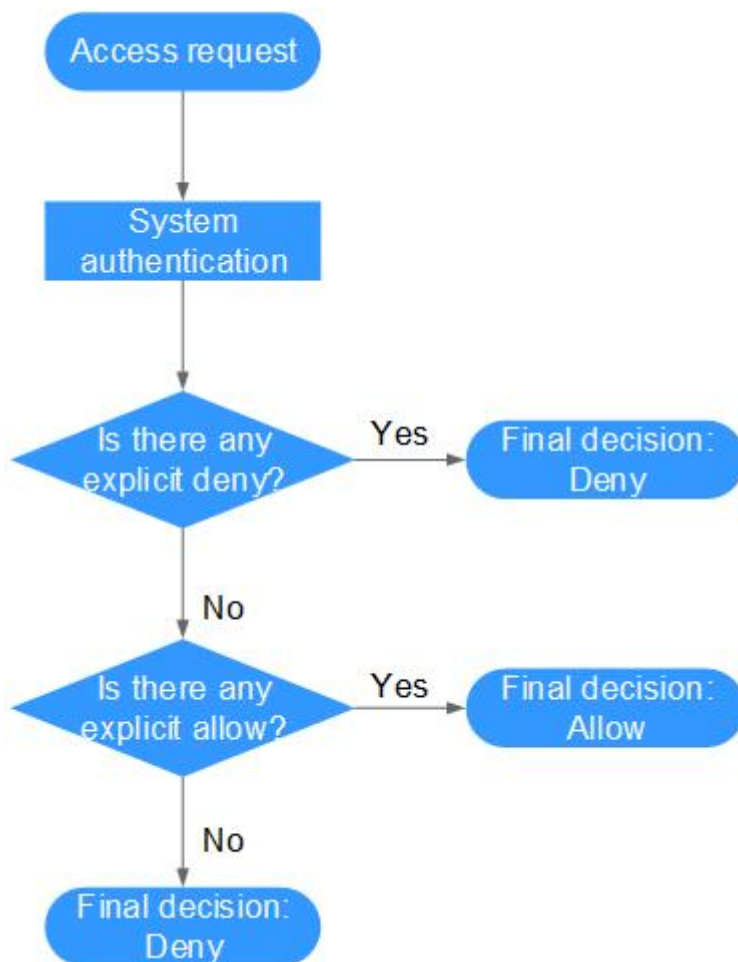 Access request
System
authentication
Is there any
explicit deny?
Yes
Final decision:
Deny
No
Is there any
explicit allow?
Yes
Final decision:
Allow
No
Final decision:
Deny